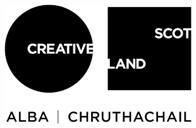 CREATIVE SCOT
LAND
ALBA | CHRUTHACHAIL